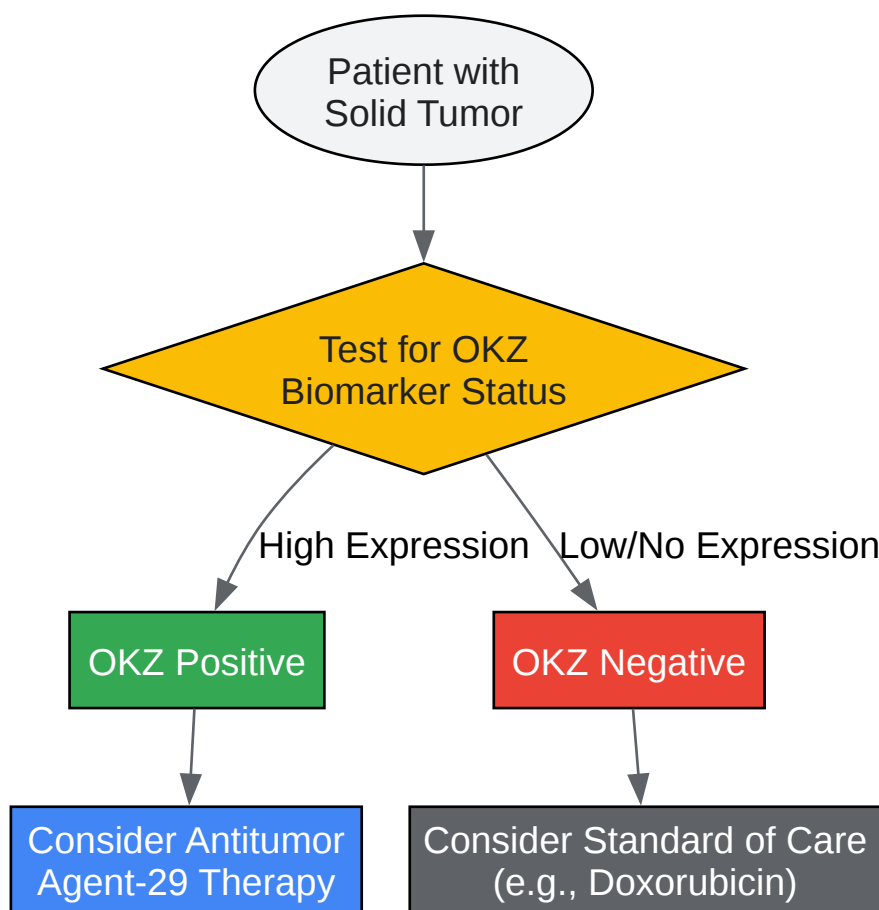 Patient with
Solid Tumor
Test for OKZ
Biomarker Status
High Expression
Low/No Expression
OKZ Positive
OKZ Negative
Consider Antitumor
Agent-29 Therapy
Consider Standard of Care
(e.g., Doxorubicin)